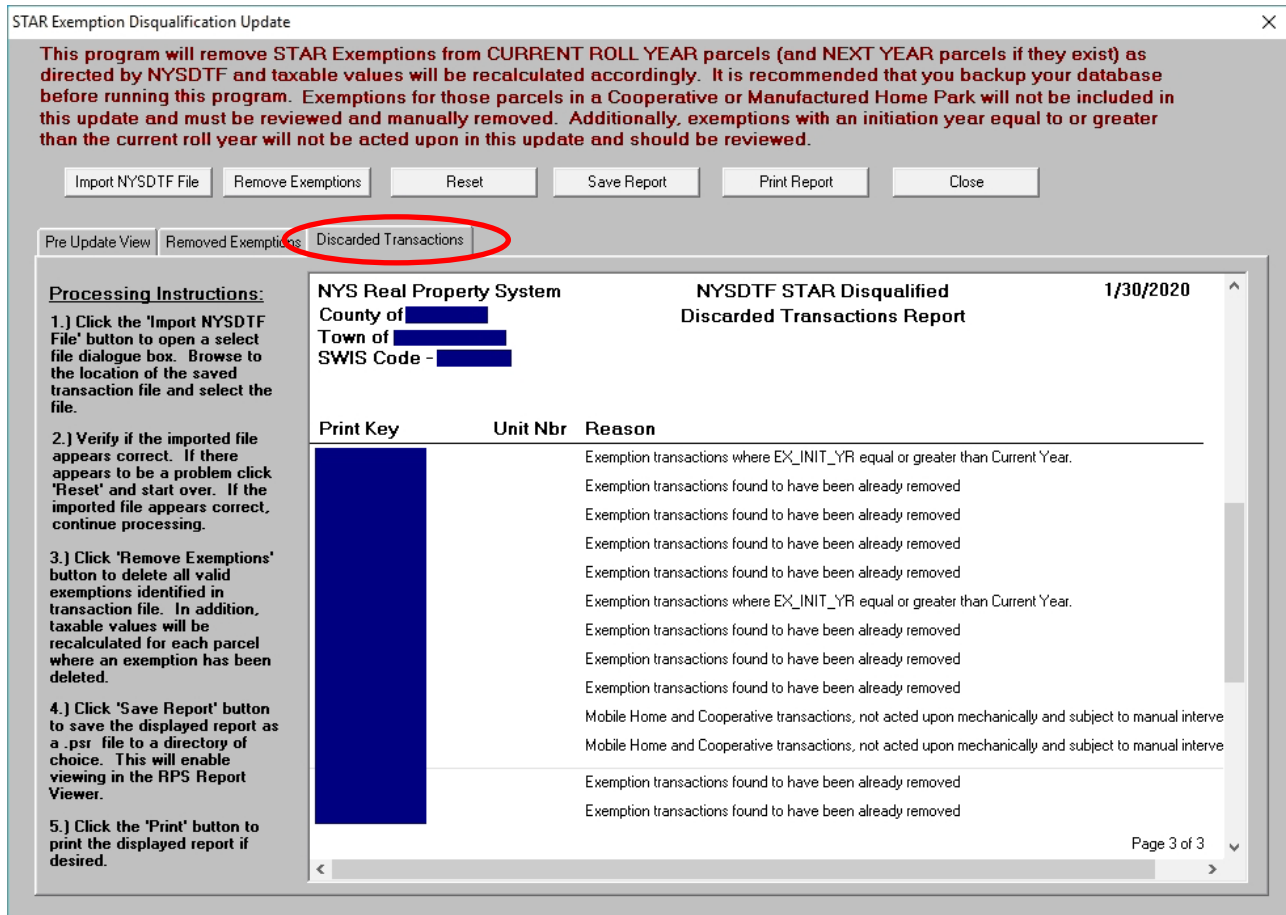 STAR Exemption Disqualification Update
This program will remove STAR Exemptions from CURRENT ROLL YEAR parcels (and NEXT YEAR parcels if they exist) as
directed by NYSDTF and taxable values will be recalculated accordingly. It is recommended that you backup your database
before running this program. Exemptions for those parcels in a Cooperative or Manufactured Home Park will not be included in
this update and must be reviewed and manually removed. Additionally, exemptions with an initiation year equal to or greater
than the current roll year will not be acted upon in this update and should be reviewed.
Import NYSDTF File Remove Exemptions Reset Save Report Print Report Close
Pre Update View Removed Exemptions Discarded Transactions
Processing Instructions:
1.) Click the 'Import NYSDTF
File' button to open a select
file dialogue box. Browse to
the location of the saved
transaction file and select the
file.
2.) Verify if the imported file
appears correct. If there
appears to be a problem click
'Reset' and start over. If the
imported file appears correct,
continue processing.
3.) Click 'Remove Exemptions'
button to delete all valid
exemptions identified in
transaction file. In addition,
taxable values will be
recalculated for each parcel
where an exemption has been
deleted.
4.) Click 'Save Report' button
to save the displayed report as
a .psr file to a directory of
choice. This will enable
viewing in the RPS Report
Viewer.
5.) Click the 'Print' button to
print the displayed report if
desired.
NYS Real Property System NYSDTF STAR Disqualified 1/30/2020
County of Discarded Transactions Report
Town of
SWIS Code -
Print Key Unit Nbr Reason
Exemption transactions where EX_INIT_YR equal or greater than Current Year.
Exemption transactions found to have been already removed
Exemption transactions found to have been already removed
Exemption transactions found to have been already removed
Exemption transactions found to have been already removed
Exemption transactions where EX_INIT_YR equal or greater than Current Year.
Exemption transactions found to have been already removed
Exemption transactions found to have been already removed
Exemption transactions found to have been already removed
Mobile Home and Cooperative transactions, not acted upon mechanically and subject to manual interve
Mobile Home and Cooperative transactions, not acted upon mechanically and subject to manual interve
Exemption transactions found to have been already removed
Exemption transactions found to have been already removed
Page 3 of 3